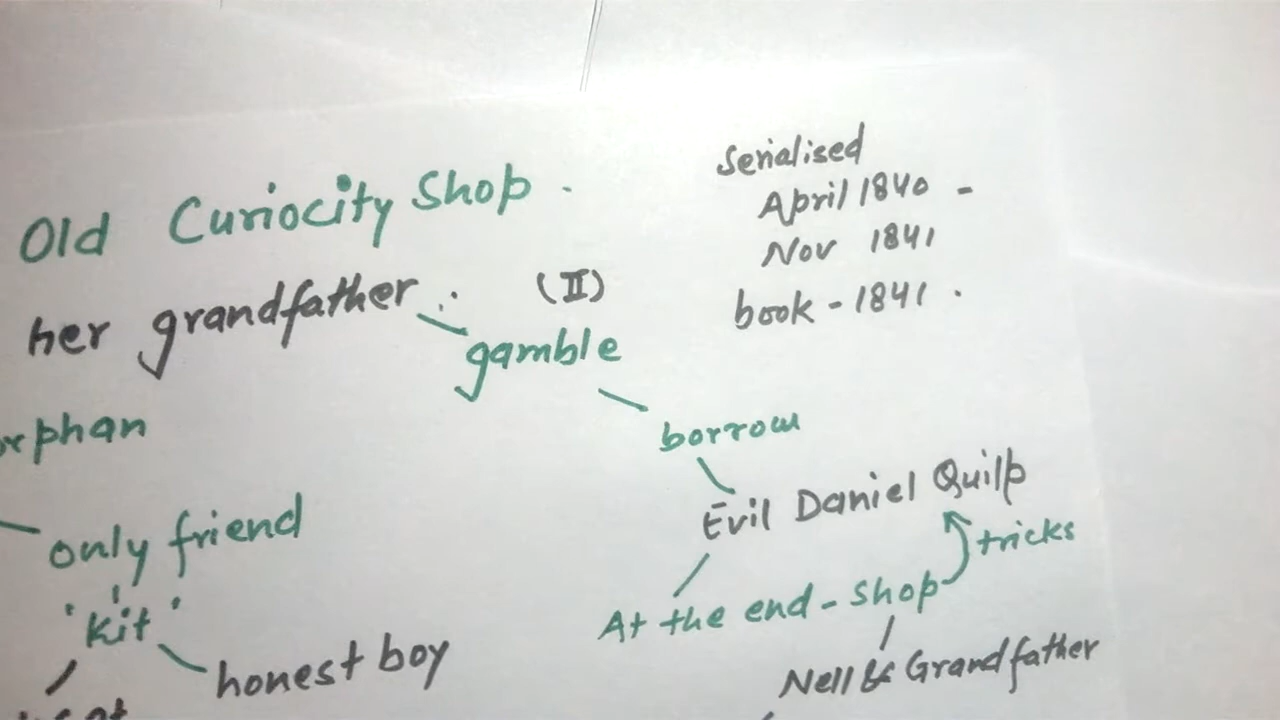 Old Curiocity Shop.
Serialised
April 1840 -
Nov 1841
book - 1841.
her grandfather. (II)
gamble
borrow
orphan
Evil Daniel Quilp
tricks
only friend
At the end - Shop
'Kit'
honest boy
Nell & Grandfather